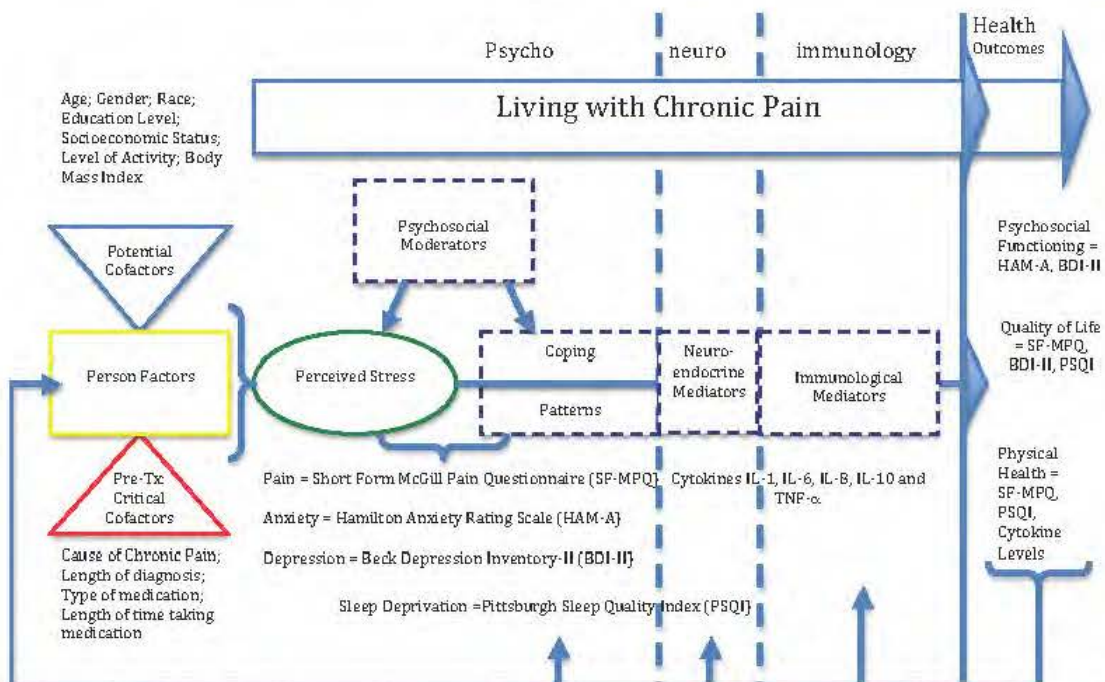 Psycho
neuro
immunology
Health
Outcomes
Living with Chronic Pain
Age; Gender; Race;
Education Level;
Socioeconomic Status;
Level of Activity; Body
Mass Index
Potential
Cofactors
Person Factors
Pre-Tx
Critical
Cofactors
Cause of Chronic Pain;
Length of diagnosis;
Type of medication;
Length of time taking
medication
Psychosocial
Moderators
Perceived Stress
Coping
Patterns
Neuro-
endocrine
Mediators
Immunological
Mediators
Pain = Short Form McGill Pain Questionnaire (SF-MPQ)
Anxiety = Hamilton Anxiety Rating Scale (HAM-A)
Depression = Beck Depression Inventory-II (BDI-II)
Sleep Deprivation =Pittsburgh Sleep Quality Index (PSQI)
Cytokines IL-1, IL-6, IL-8, IL-10 and
TNF-α
Psychosocial
Functioning =
HAM-A, BDI-II
Quality of Life
= SF-MPQ,
BDI-II, PSQI
Physical
Health =
SF-MPQ,
PSQI,
Cytokine
Levels